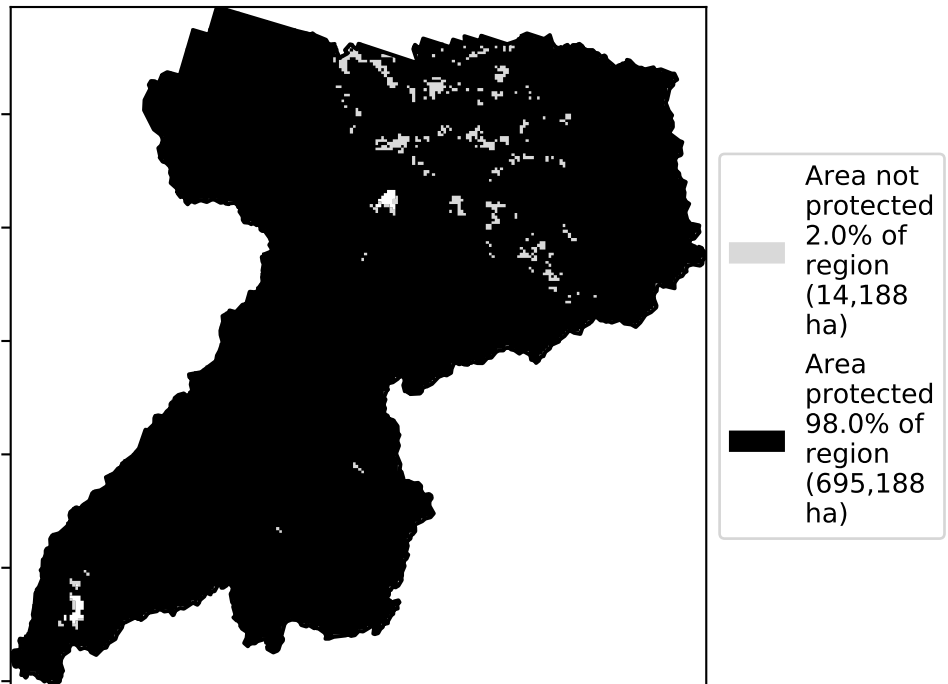 Area not
protected
2.0% of
region
(14,188
ha)
Area
protected
98.0% of
region
(695,188
ha)